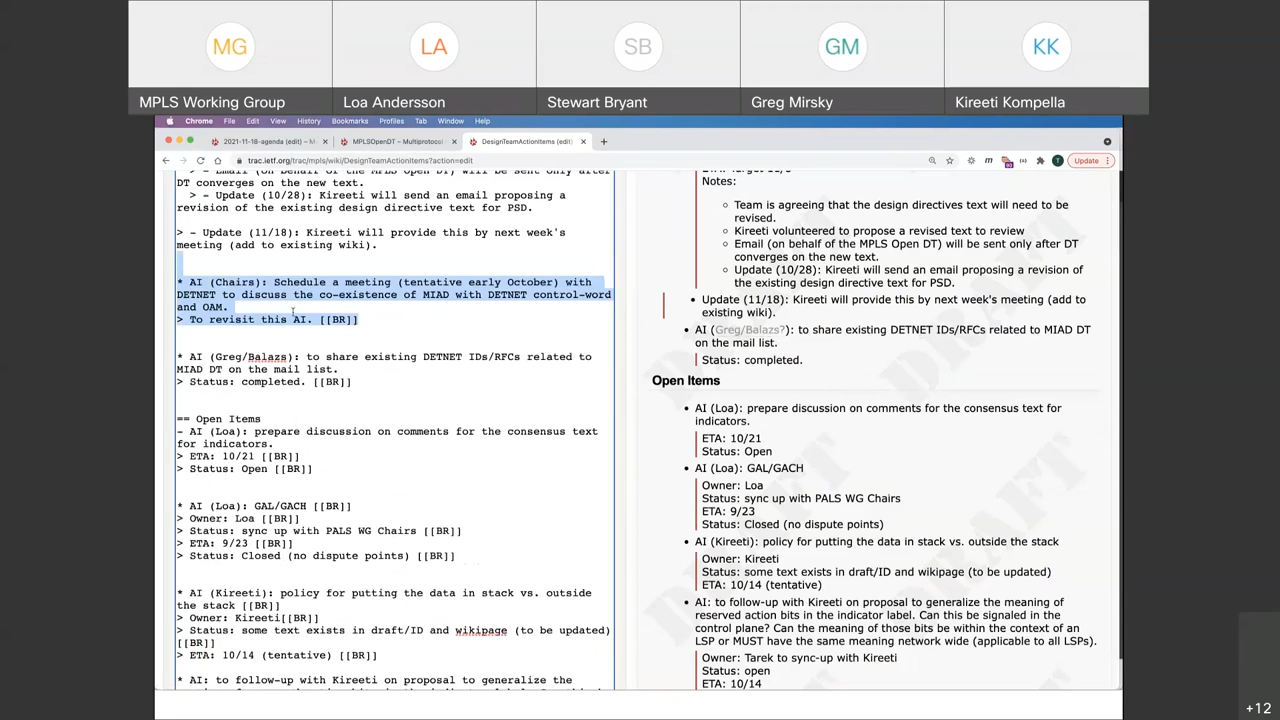 MG
LA
SB
GM
KK
MPLS Working Group
Loa Andersson
Stewart Bryant
Greg Mirsky
Kireeti Kompella
Chrome File Edit View History Bookmarks Profiles Tab Window Help
2021-11-18-agenda (edit) – M
MPLSOpenDT – Multiprotocol
DesignTeamActionItems (edit)
trac.ietf.org/trac/mpls/wiki/DesignTeamActionItems?action=edit
Update
> - Email (on behalf of the MPLS Open DT) will be sent only after
DT converges on the new text.
> - Update (10/28): Kireeti will send an email proposing a
revision of the existing design directive text for PSD.
> - Update (11/18): Kireeti will provide this by next week's
meeting (add to existing wiki).
* AI (Chairs): Schedule a meeting (tentative early October) with
DETNET to discuss the co-existence of MIAD with DETNET control-word
and OAM.
> To revisit this AI. [[BR]]
* AI (Greg/Balazs): to share existing DETNET IDs/RFCs related to
MIAD DT on the mail list.
> Status: completed. [[BR]]
== Open Items
- AI (Loa): prepare discussion on comments for the consensus text
for indicators.
> ETA: 10/21 [[BR]]
> Status: Open [[BR]]
* AI (Loa): GAL/GACH [[BR]]
> Owner: Loa [[BR]]
> Status: sync up with PALS WG Chairs [[BR]]
> ETA: 9/23 [[BR]]
> Status: Closed (no dispute points) [[BR]]
* AI (Kireeti): policy for putting the data in stack vs. outside
the stack [[BR]]
> Owner: Kireeti[[BR]]
> Status: some text exists in draft/ID and wikipage (to be updated)
[[BR]]
> ETA: 10/14 (tentative) [[BR]]
* AI: to follow-up with Kireeti on proposal to generalize the
Notes:
Team is agreeing that the design directives text will need to be
revised.
Kireeti volunteered to propose a revised text to review
Email (on behalf of the MPLS Open DT) will be sent only after DT
converges on the new text.
Update (10/28): Kireeti will send an email proposing a revision of
the existing design directive text for PSD.
Update (11/18): Kireeti will provide this by next week's meeting (add to
existing wiki).
AI (Greg/Balazs?): to share existing DETNET IDs/RFCs related to MIAD DT
on the mail list.
Status: completed.
Open Items
AI (Loa): prepare discussion on comments for the consensus text for
indicators.
ETA: 10/21
Status: Open
AI (Loa): GAL/GACH
Owner: Loa
Status: sync up with PALS WG Chairs
ETA: 9/23
Status: Closed (no dispute points)
AI (Kireeti): policy for putting the data in stack vs. outside the stack
Owner: Kireeti
Status: some text exists in draft/ID and wikipage (to be updated)
ETA: 10/14 (tentative)
AI: to follow-up with Kireeti on proposal to generalize the meaning of
reserved action bits in the indicator label. Can this be signaled in the
control plane? Can the meaning of those bits be within the context of an
LSP or MUST have the same meaning network wide (applicable to all LSPs).
Owner: Tarek to sync-up with Kireeti
Status: open
ETA: 10/14
DRAFT
+12